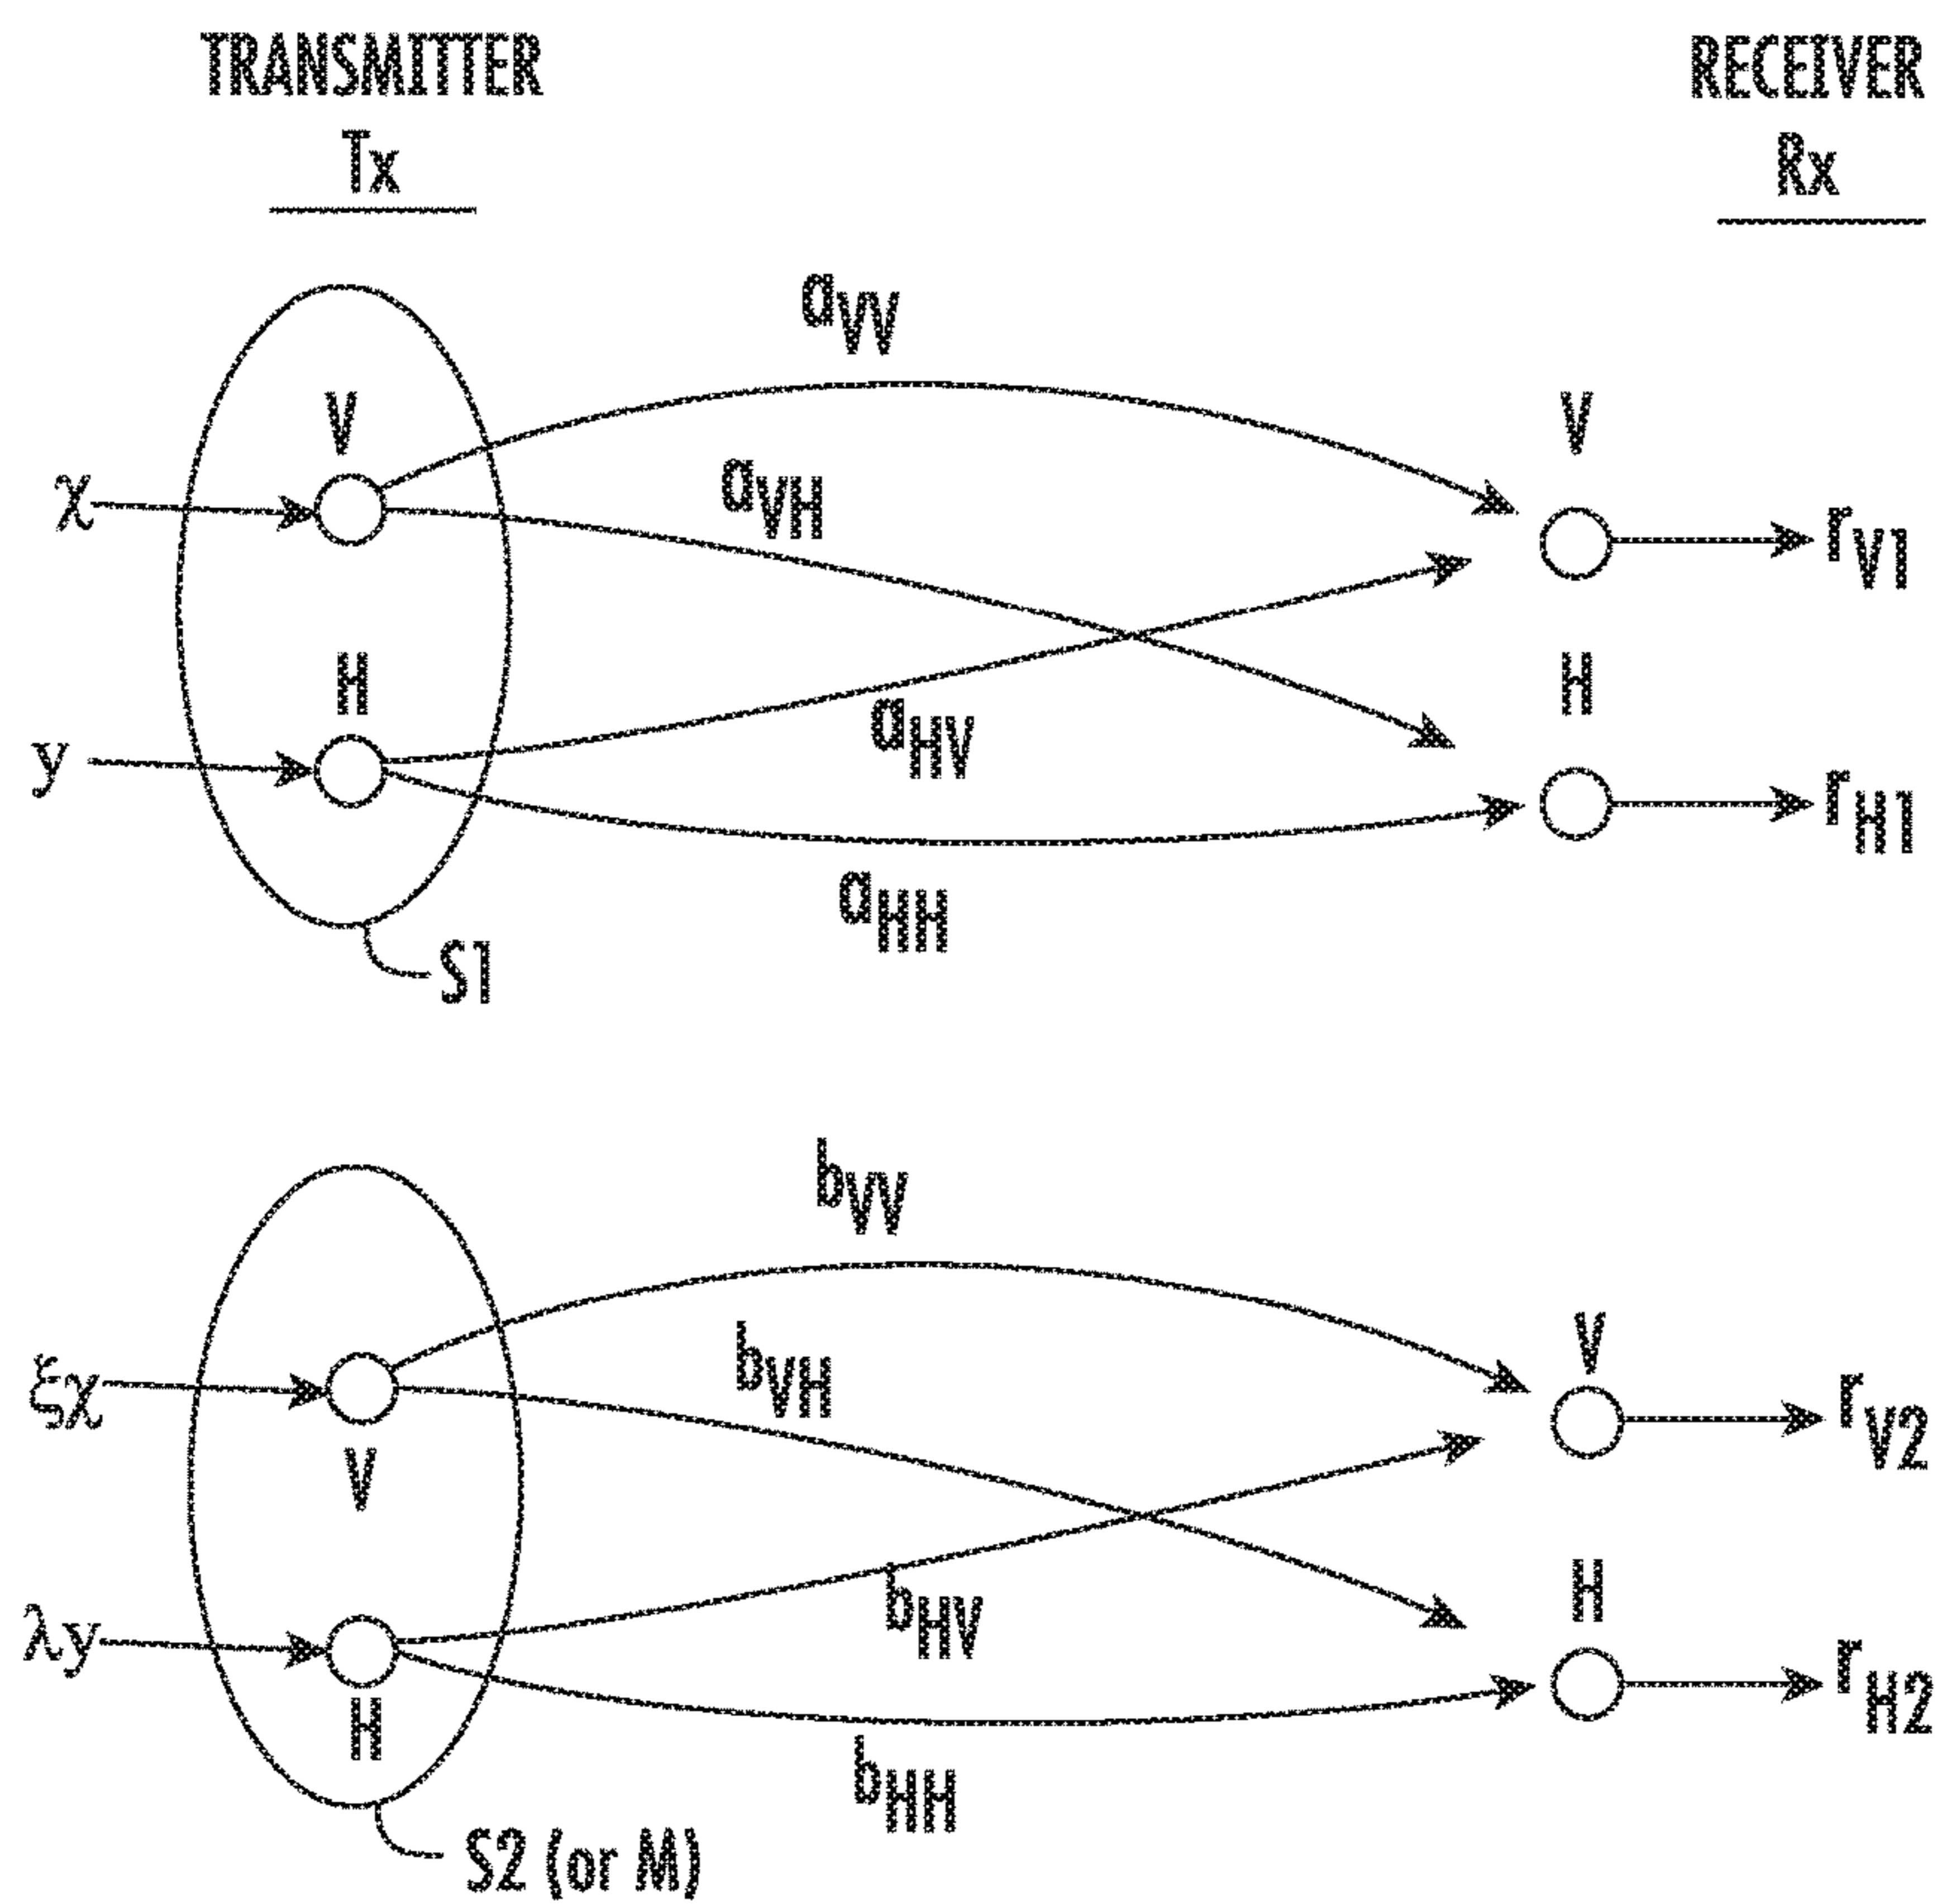 TRANSMITTER
Tx
RECEIVER
Rx
aVV
V
V
χ
aVH
rV1
H
H
y
aHV
rH1
aHH
S1
bVV
ξχ
bVH
V
rV2
V
H
λy
bHV
rH2
H
bHH
S2 (or M)